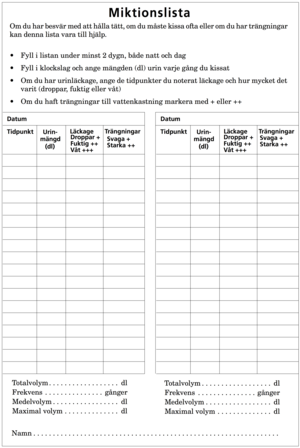 Miktionslista
Om du har besvär med att hålla tätt, om du måste kissa ofta eller om du har trängningar
kan denna lista vara till hjälp.
• Fyll i listan under minst 2 dygn, både natt och dag
• Fyll i klockslag och ange mängden (dl) urin varje gång du kissat
• Om du har urinläckage, ange de tidpunkter du noterat läckage och hur mycket det
varit (droppar, fuktig eller våt)
• Om du haft trängningar till vattenkastning markera med + eller ++
Datum
Tidpunkt Urin- Läckage Trängningar
mängd Droppar + Svaga +
(dl) Fuktig ++ Starka ++
Våt +++
Datum
Tidpunkt Urin- Läckage Trängningar
mängd Droppar + Svaga +
(dl) Fuktig ++ Starka ++
Våt +++
Totalvolym . . . . . . . . . . . . . . . . . . dl
Frekvens . . . . . . . . . . . . . . . gånger
Medelvolym . . . . . . . . . . . . . . . . . dl
Maximal volym . . . . . . . . . . . . . . dl
Totalvolym . . . . . . . . . . . . . . . . . . dl
Frekvens . . . . . . . . . . . . . . . gånger
Medelvolym . . . . . . . . . . . . . . . . . dl
Maximal volym . . . . . . . . . . . . . . dl
Namn . . . . . . . . . . . . . . . . . . . . . . . . . . . . . . . . . . . . . . . . . . . . . . . . . . . . . . . . . . . . . . .